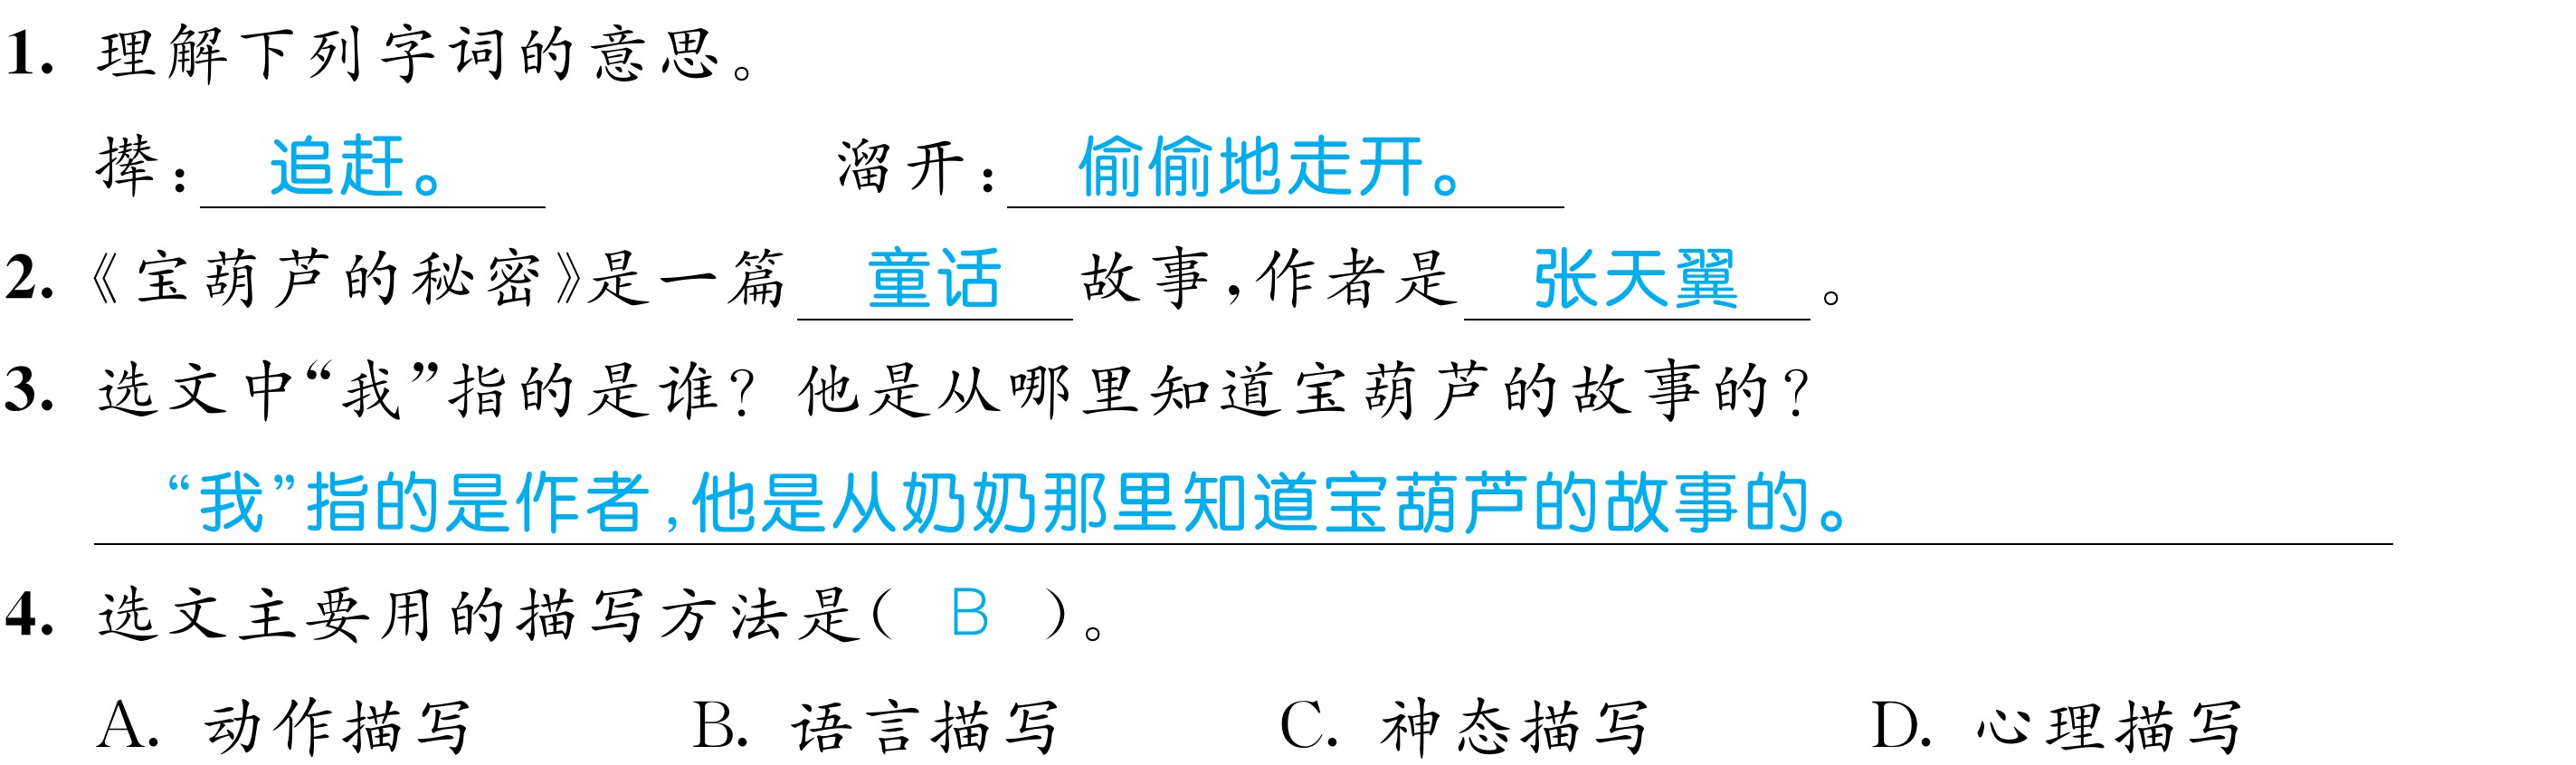 1. 理解下列字词的意思。
撵：追赶。 溜开：偷偷地走开。
2.《宝葫芦的秘密》是一篇 童话 故事,作者是 张天翼 。
3. 选文中“我”指的是谁？他是从哪里知道宝葫芦的故事的？
“我”指的是作者,他是从奶奶那里知道宝葫芦的故事的。
4. 选文主要用的描写方法是（ B ）。
A. 动作描写 B. 语言描写 C. 神态描写 D. 心理描写